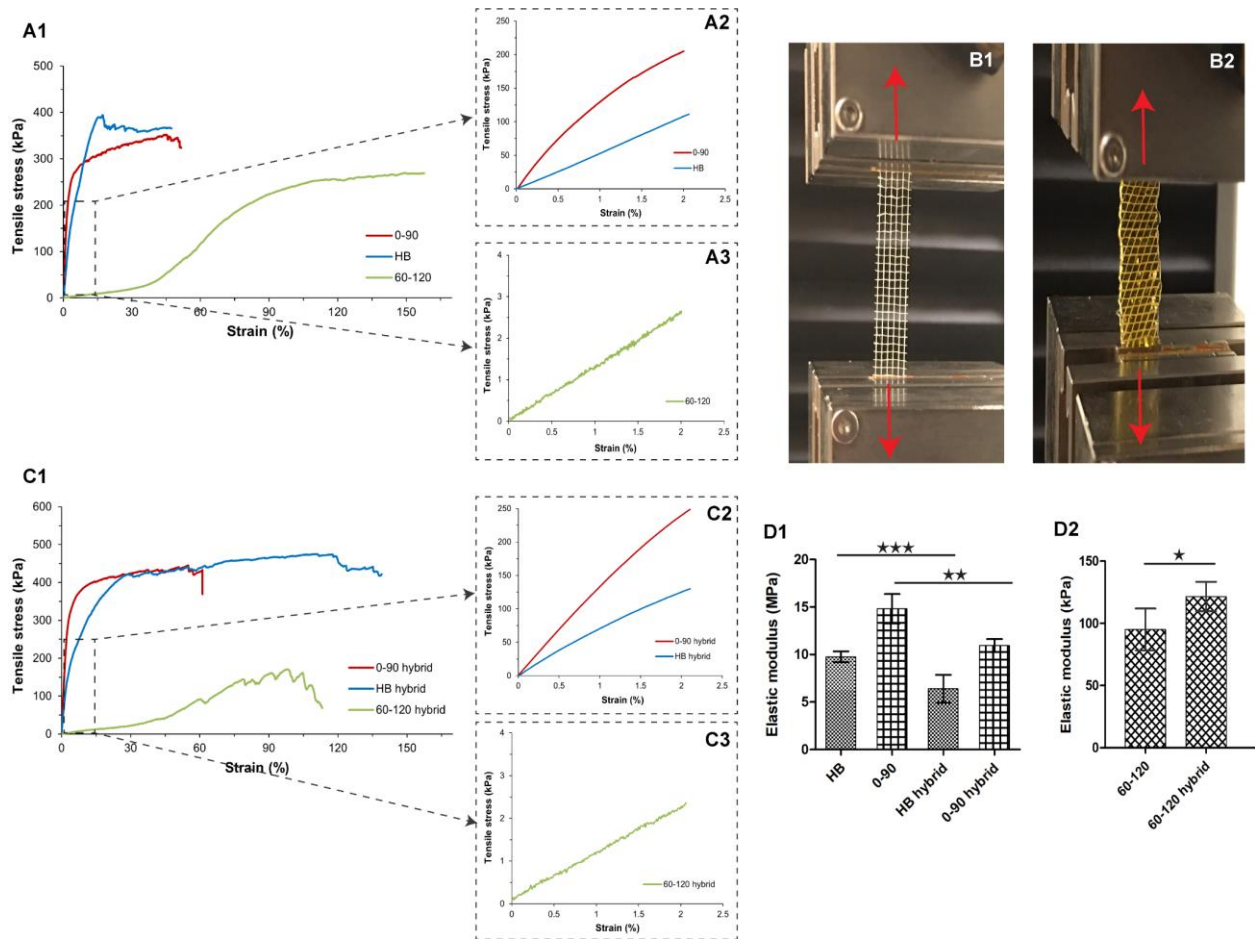 A1
Tensile stress (kPa)
500
400
300
200
100
0
0 30 60 90 120 150
Strain (%)
0-90
HB
60-120
A2
Tensile stress (kPa)
250
200
150
100
50
0
0 0.5 1 1.5 2 2.5
Strain (%)
0-90
HB
A3
Tensile stress (kPa)
4
3
2
1
0
0 0.5 1 1.5 2 2.5
Strain (%)
60-120
B1
B2
C1
Tensile stress (kPa)
600
500
400
300
200
100
0
0 30 60 90 120 150
Strain (%)
0-90 hybrid
HB hybrid
60-120 hybrid
C2
Tensile stress (kPa)
250
200
150
100
50
0
0 0.5 1 1.5 2 2.5
Strain (%)
0-90 hybrid
HB hybrid
C3
Tensile stress (kPa)
4
3
2
1
0
0 0.5 1 1.5 2 2.5
Strain (%)
60-120 hybrid
D1
Elastic modulus (MPa)
20
15
10
5
0
★★★
★★
HB
0-90
HB hybrid
0-90 hybrid
D2
Elastic modulus (kPa)
150
100
50
0
★
60-120
60-120 hybrid